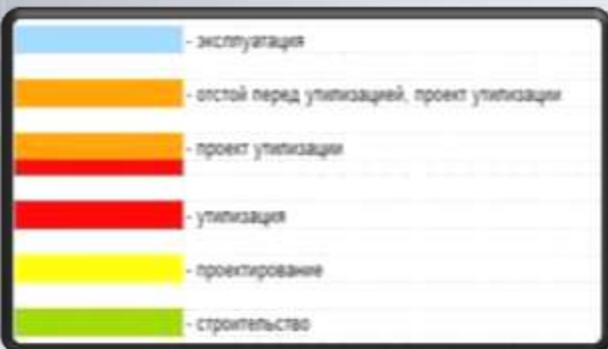 - эксплуатация
- отстой перед утилизацией, проект утилизации
- проект утилизации
- утилизация
- проектирование
- строительство